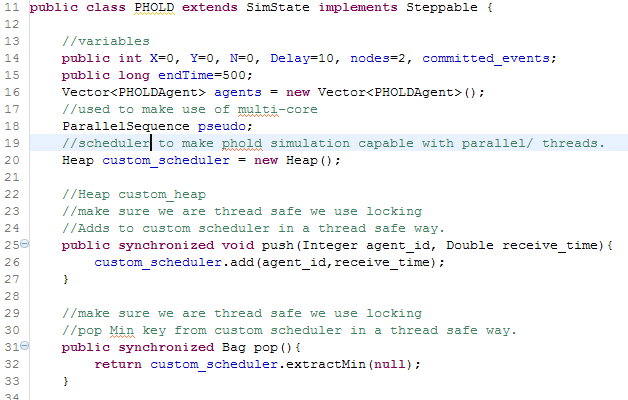 11 public class PHOLD extends SimState implements Steppable {
12
13 //variables
14 public int X=0, Y=0, N=0, Delay=10, nodes=2, committed_events;
15 public long endTime=500;
16 Vector<PHOLDAgent> agents = new Vector<PHOLDAgent>();
17 //used to make use of multi-core
18 ParallelSequence pseudo;
19 //scheduler to make phold simulation capable with parallel/ threads.
20 Heap custom_scheduler = new Heap();
21
22 //Heap custom_heap
23 //make sure we are thread safe we use locking
24 //Adds to custom scheduler in a thread safe way.
25 public synchronized void push(Integer agent_id, Double receive_time){
26 custom_scheduler.add(agent_id,receive_time);
27 }
28
29 //make sure we are thread safe we use locking
30 //pop Min key from custom scheduler in a thread safe way.
31 public synchronized Bag pop(){
32 return custom_scheduler.extractMin(null);
33 }
34